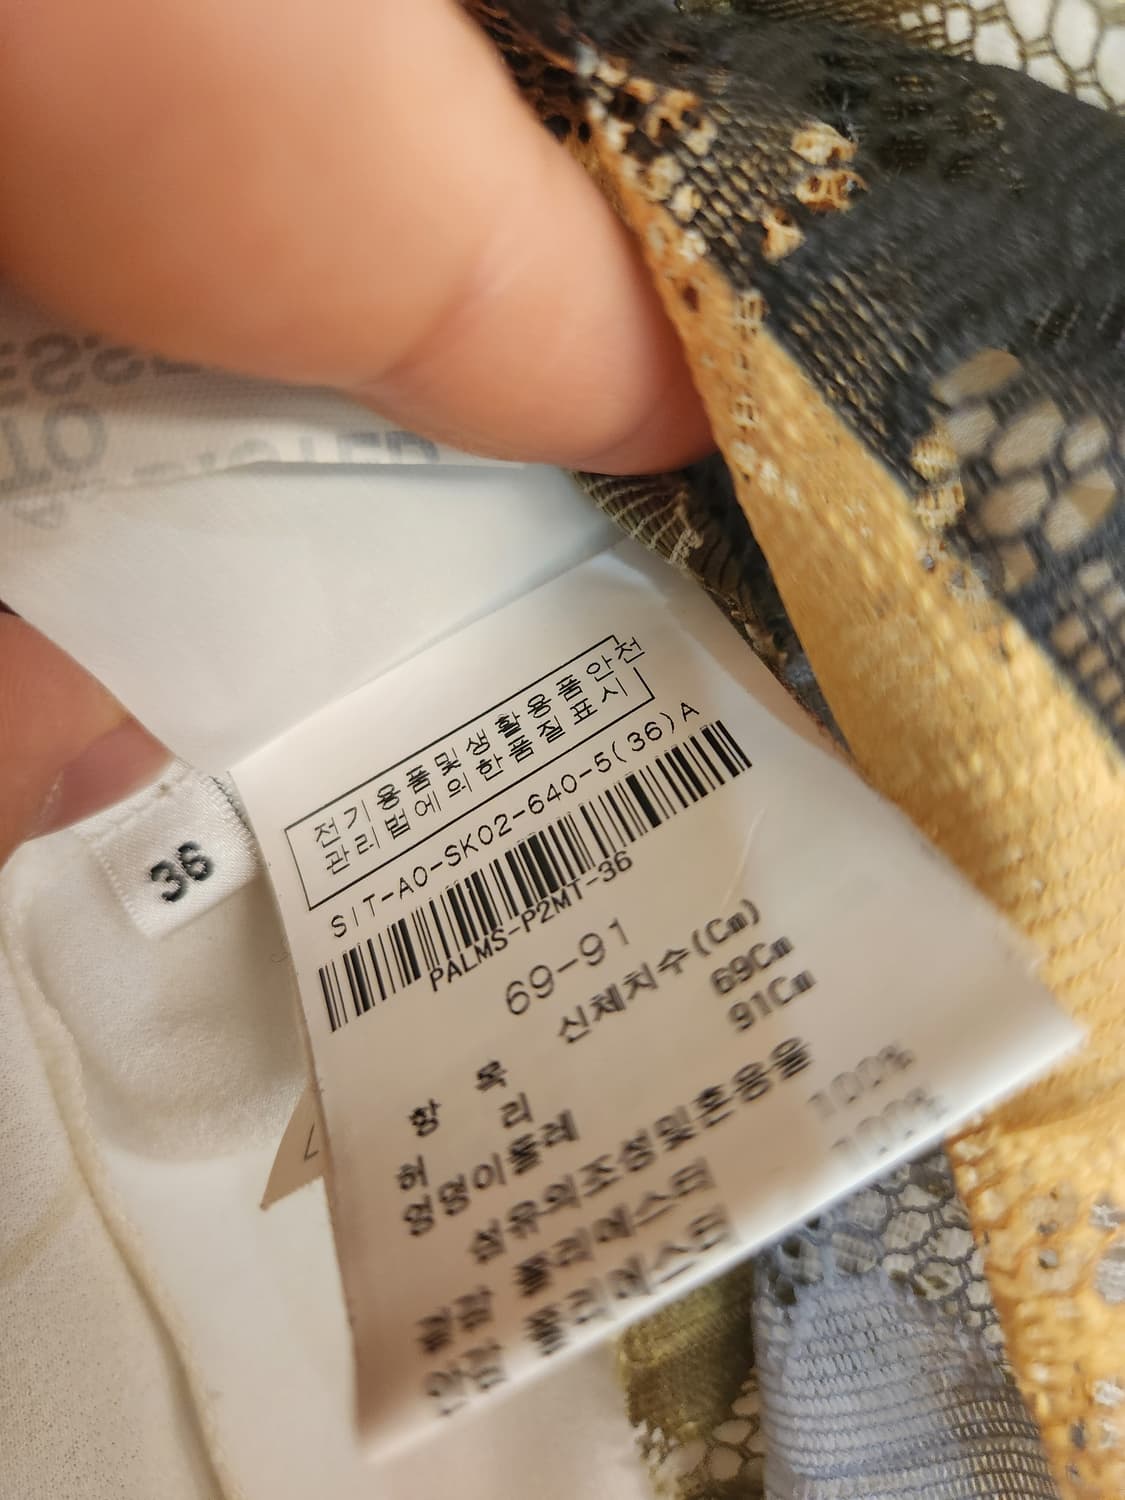 36
전기용품및생활용품안전
관리법에의한품질표시
SIT-A0-SK02-640-5(36)A
PALMS-P2MT-36
69-91
신체치수(Cm)
항 목
허 리 69Cm
엉덩이둘레 91Cm
섬유의조성및혼용율
겉감 폴리에스터 100%
안감 폴리에스터 100%